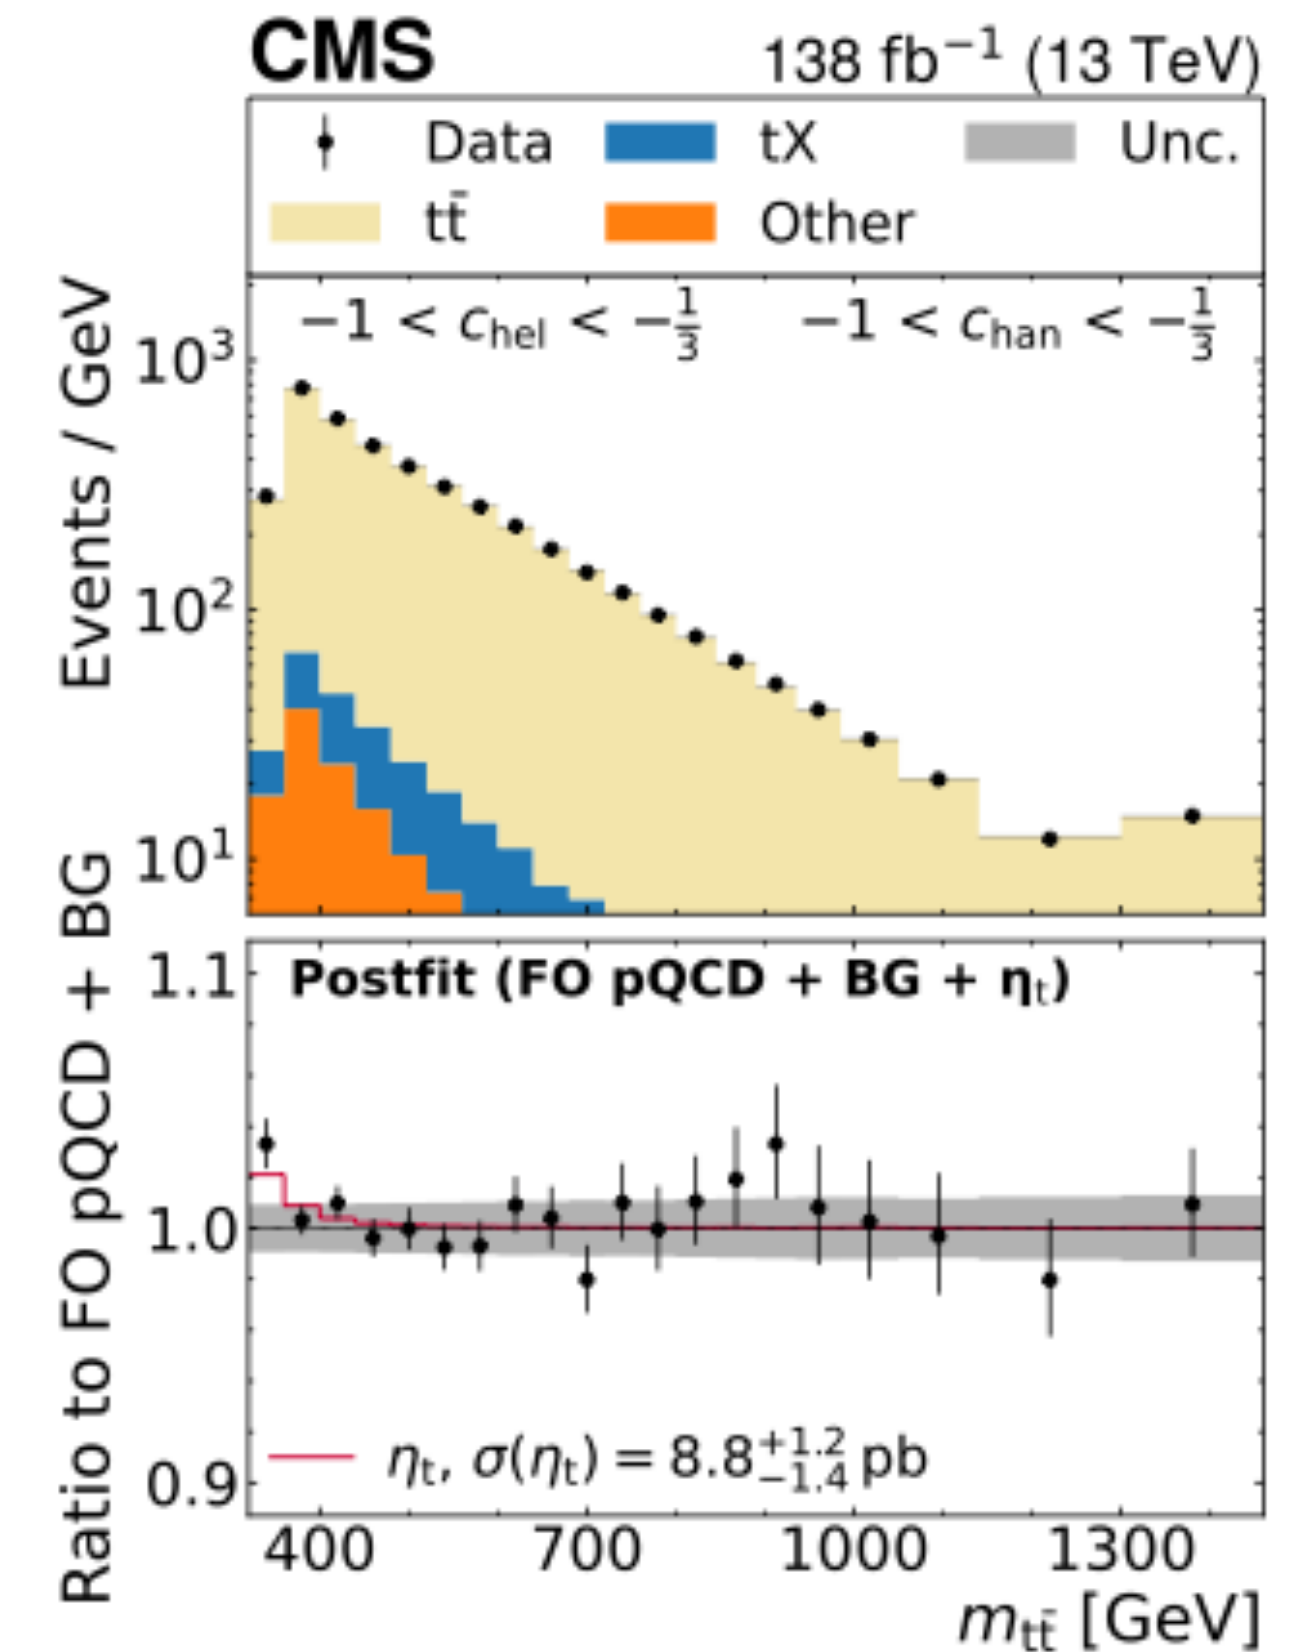 CMS 138 fb⁻¹ (13 TeV)
Data tX Unc.
tt̄ Other
−1 < c_hel < −1/3 −1 < c_han < −1/3
Events / GeV
10³
10²
10¹
Ratio to FO pQCD + BG
Postfit (FO pQCD + BG + η_t)
1.1
1.0
0.9
η_t, σ(η_t) = 8.8 +1.2 −1.4 pb
400 700 1000 1300
m_tt̄ [GeV]